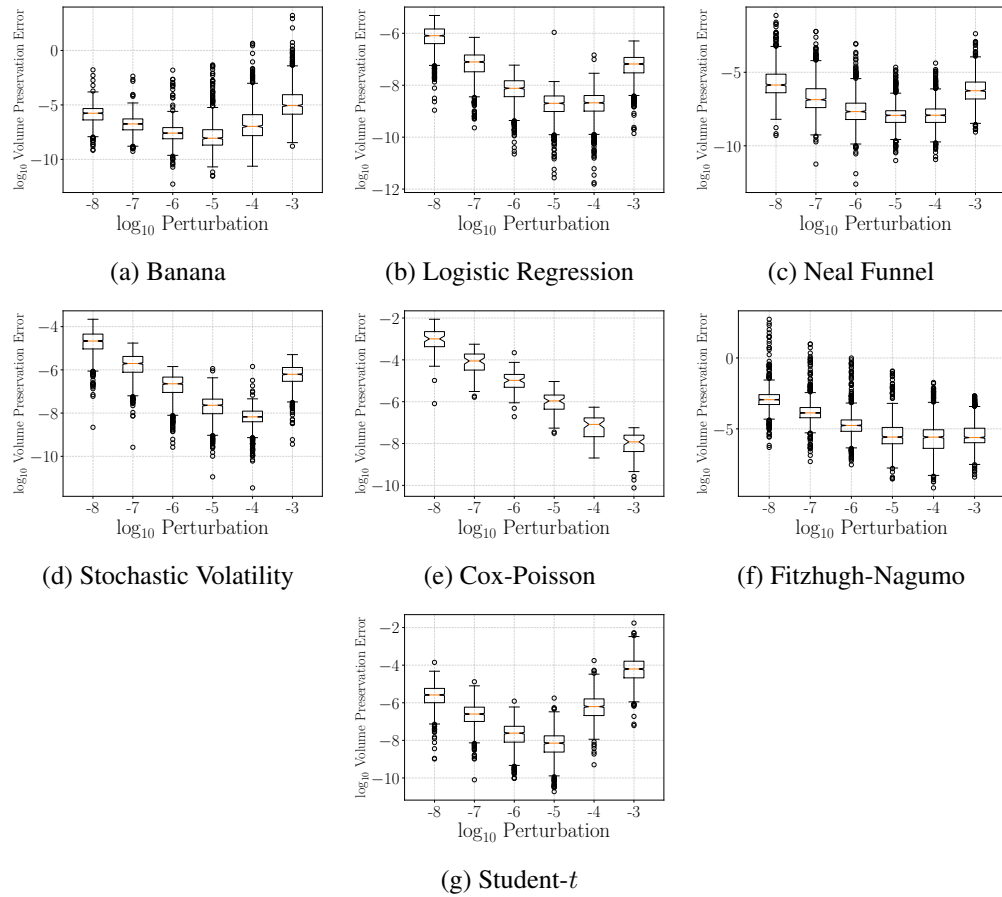 log₁₀ Volume Preservation Error
0
−5
−10
-8 -7 -6 -5 -4 -3
log₁₀ Perturbation
(a) Banana
log₁₀ Volume Preservation Error
−6
−8
−10
−12
-8 -7 -6 -5 -4 -3
log₁₀ Perturbation
(b) Logistic Regression
log₁₀ Volume Preservation Error
−5
−10
-8 -7 -6 -5 -4 -3
log₁₀ Perturbation
(c) Neal Funnel
log₁₀ Volume Preservation Error
−4
−6
−8
−10
-8 -7 -6 -5 -4 -3
log₁₀ Perturbation
(d) Stochastic Volatility
log₁₀ Volume Preservation Error
−2
−4
−6
−8
−10
-8 -7 -6 -5 -4 -3
log₁₀ Perturbation
(e) Cox-Poisson
log₁₀ Volume Preservation Error
0
−5
-8 -7 -6 -5 -4 -3
log₁₀ Perturbation
(f) Fitzhugh-Nagumo
log₁₀ Volume Preservation Error
−2
−4
−6
−8
−10
-8 -7 -6 -5 -4 -3
log₁₀ Perturbation
(g) Student-t